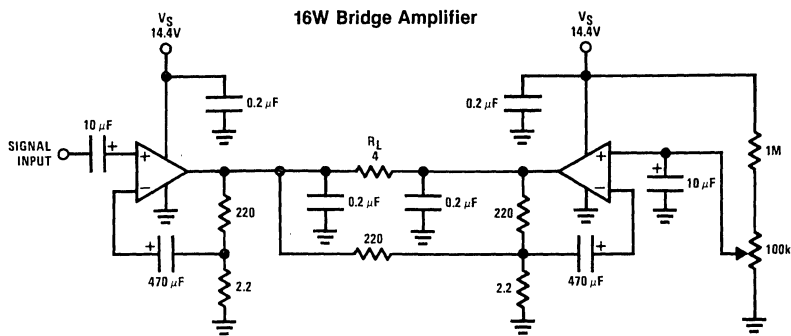 16W Bridge Amplifier
VS
14.4V
VS
14.4V
0.2 μF
0.2 μF
10 μF
+
SIGNAL
INPUT
+
−
RL
4
+
−
+
10 μF
1M
220
0.2 μF
0.2 μF
220
100k
+
470 μF
220
+
470 μF
2.2
2.2